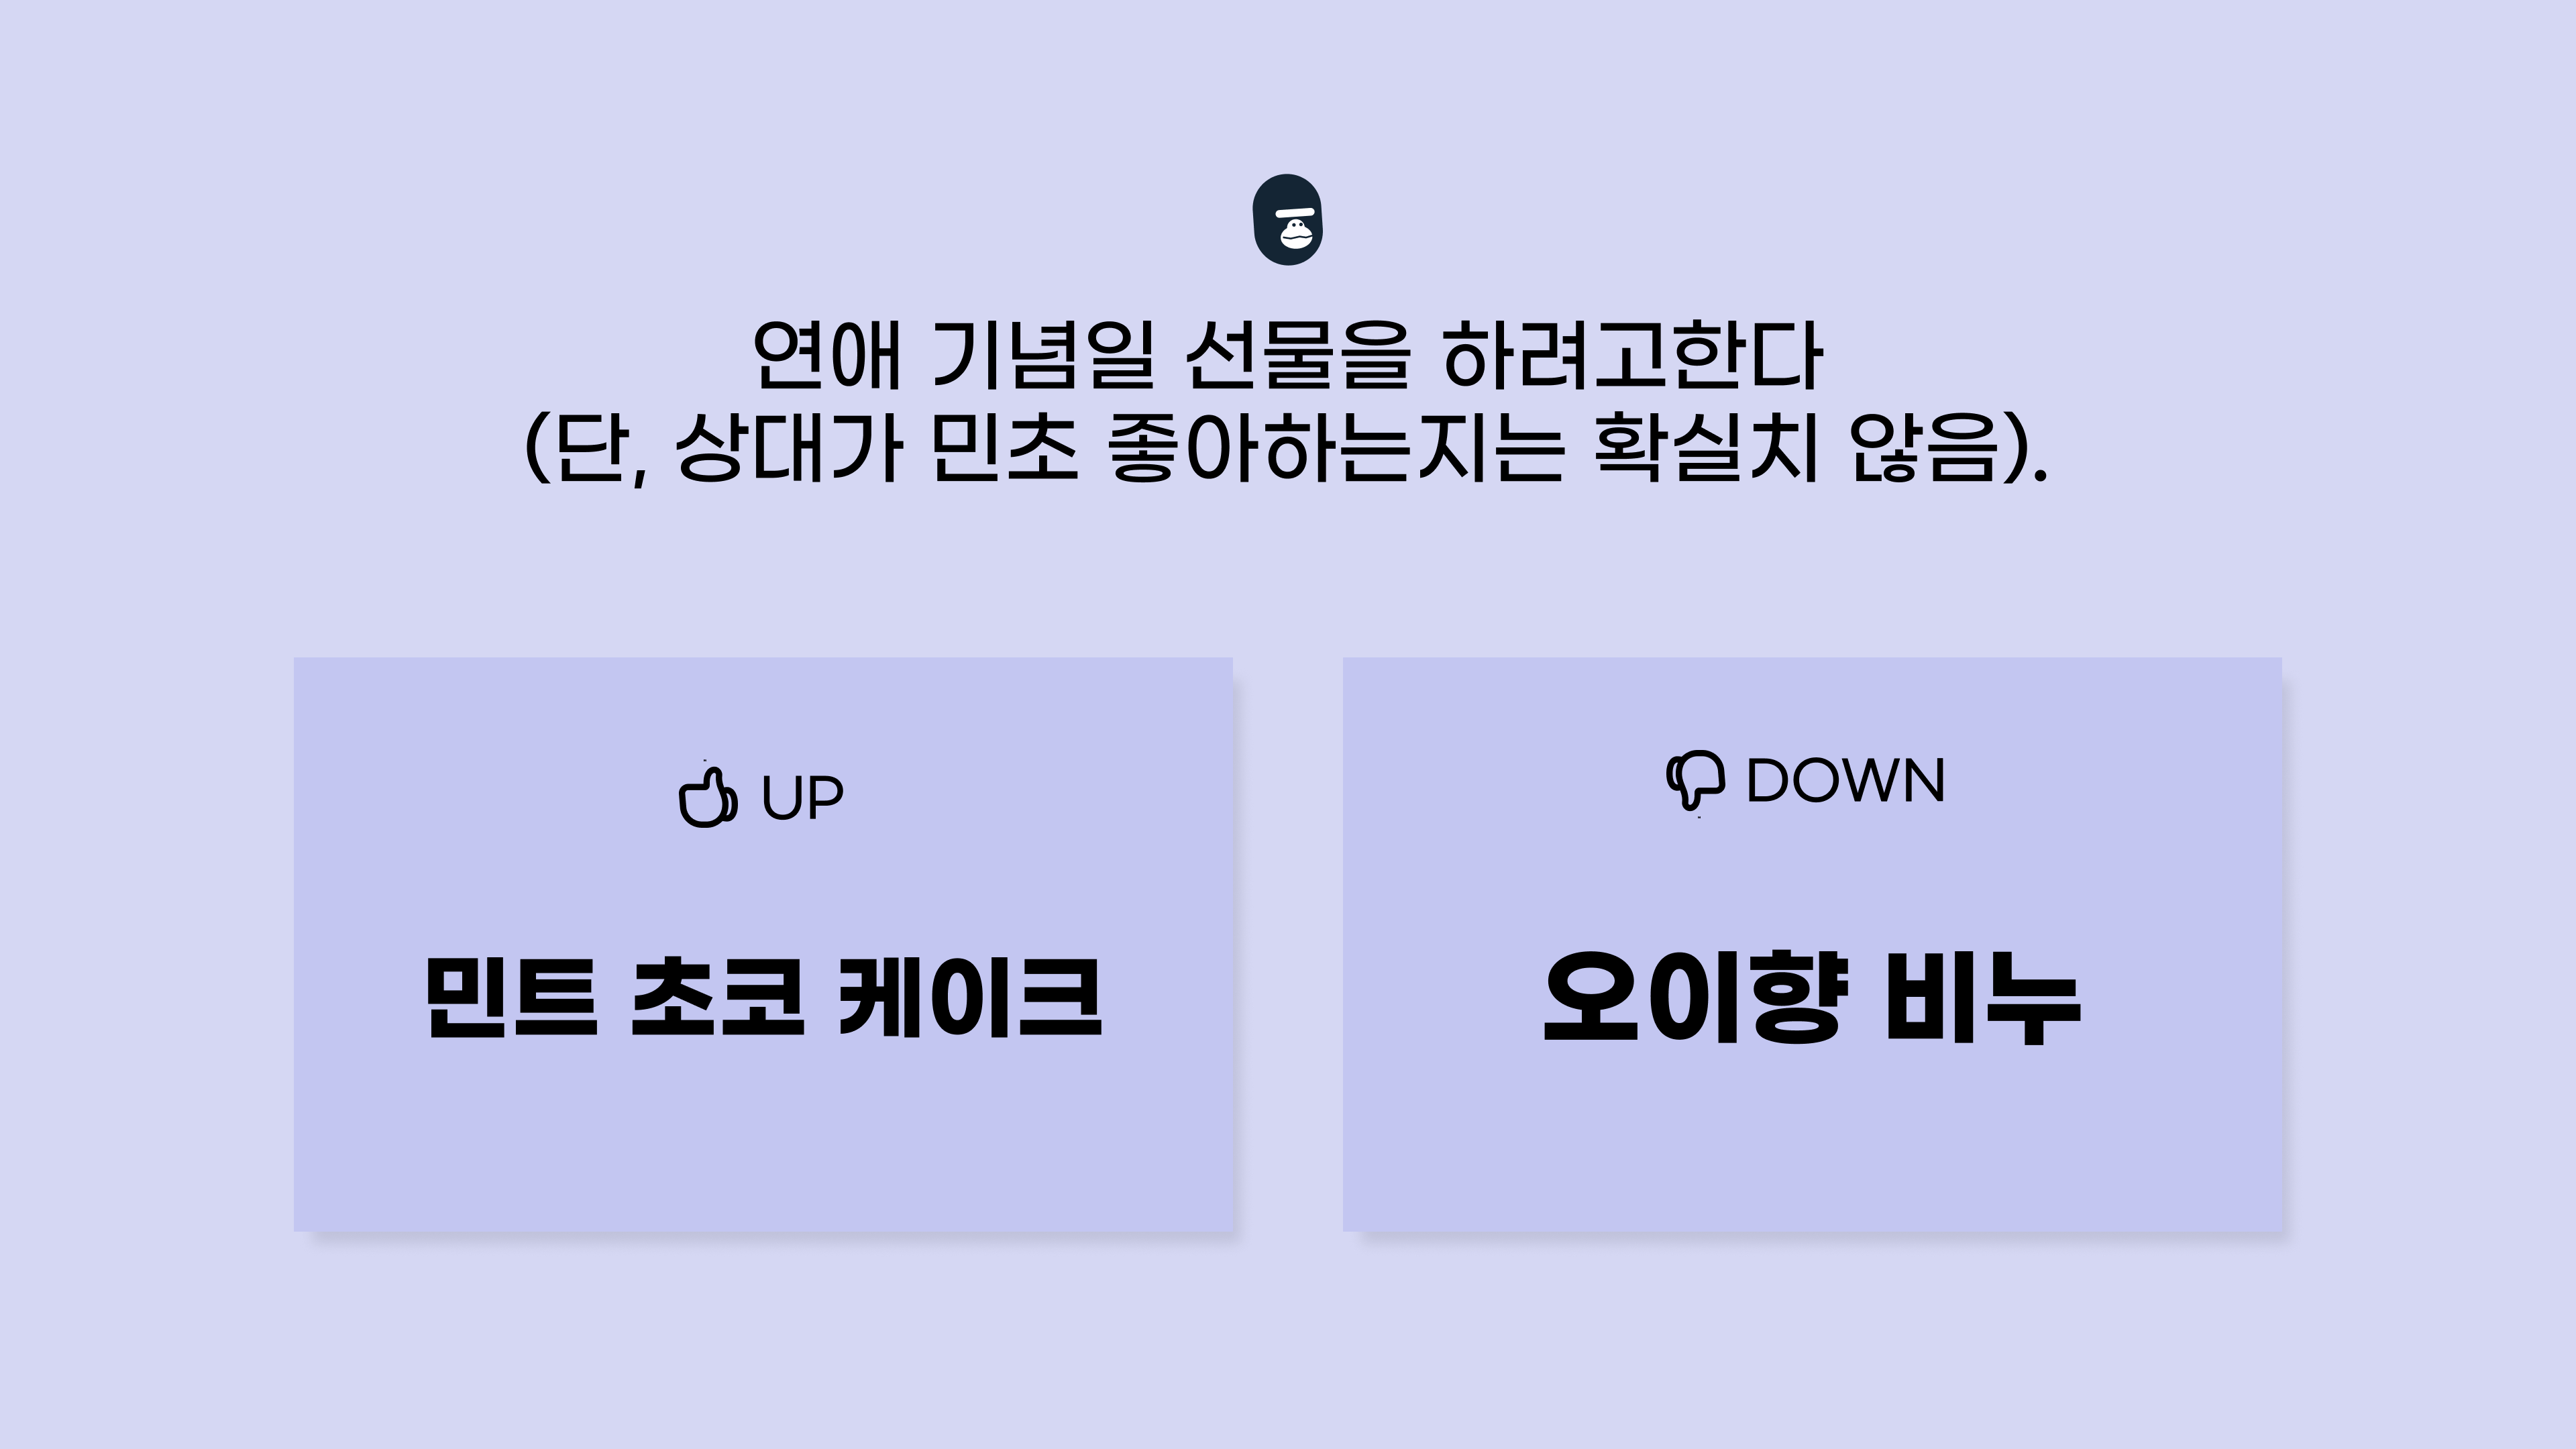 연애 기념일 선물을 하려고한다
(단, 상대가 민초 좋아하는지는 확실치 않음).
UP
민트 초코 케이크
DOWN
오이향 비누